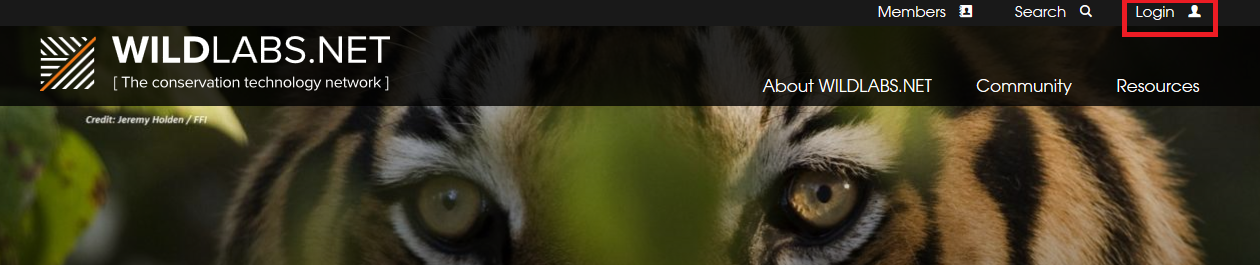 Members
Search
Login
WILDLABS.NET
[ The conservation technology network ]
About WILDLABS.NET
Community
Resources
Credit: Jeremy Holden / FFI